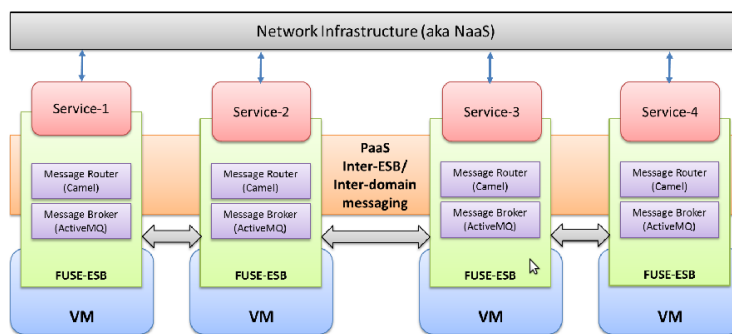 Network Infrastructure (aka NaaS)
Service-1
Service-2
Service-3
Service-4
PaaS
Inter-ESB/
Inter-domain
messaging
Message Router
(Camel)
Message Broker
(ActiveMQ)
FUSE-ESB
VM
Message Router
(Camel)
Message Broker
(ActiveMQ)
FUSE-ESB
VM
Message Router
(Camel)
Message Broker
(ActiveMQ)
FUSE-ESB
VM
Message Router
(Camel)
Message Broker
(ActiveMQ)
FUSE-ESB
VM